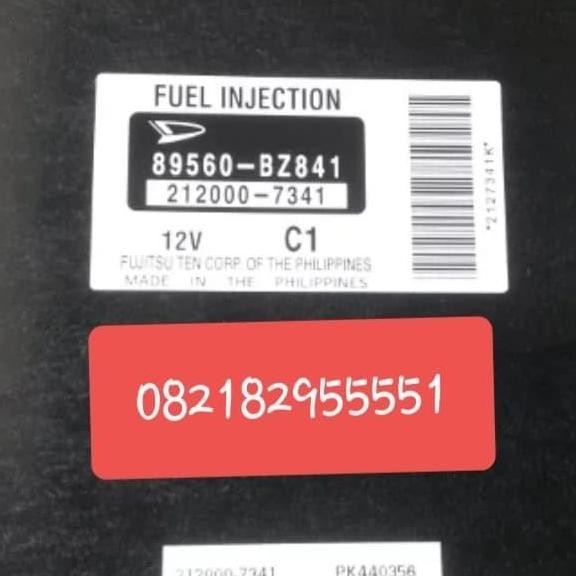 FUEL INJECTION
89560-BZ841
212000-7341
12V C1
FUJITSU TEN CORP. OF THE PHILIPPINES
MADE IN THE PHILIPPINES
*2127341K*
082182955551
212000-7341 PK440356